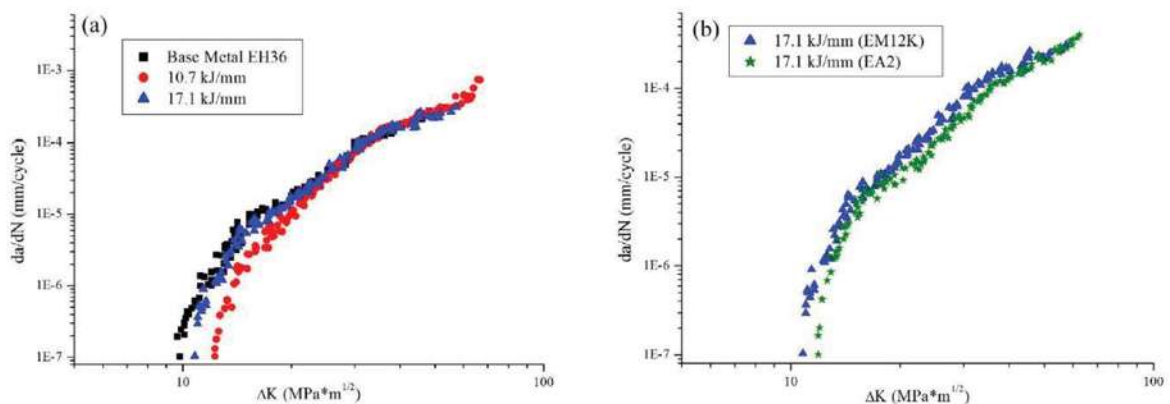 (a)
Base Metal EH36
10.7 kJ/mm
17.1 kJ/mm
1E-3
1E-4
1E-5
1E-6
1E-7
da/dN (mm/cycle)
10
100
ΔK (MPa*m^1/2)
(b)
17.1 kJ/mm (EM12K)
17.1 kJ/mm (EA2)
1E-4
1E-5
1E-6
1E-7
da/dN (mm/cycle)
10
100
ΔK (MPa*m^1/2)